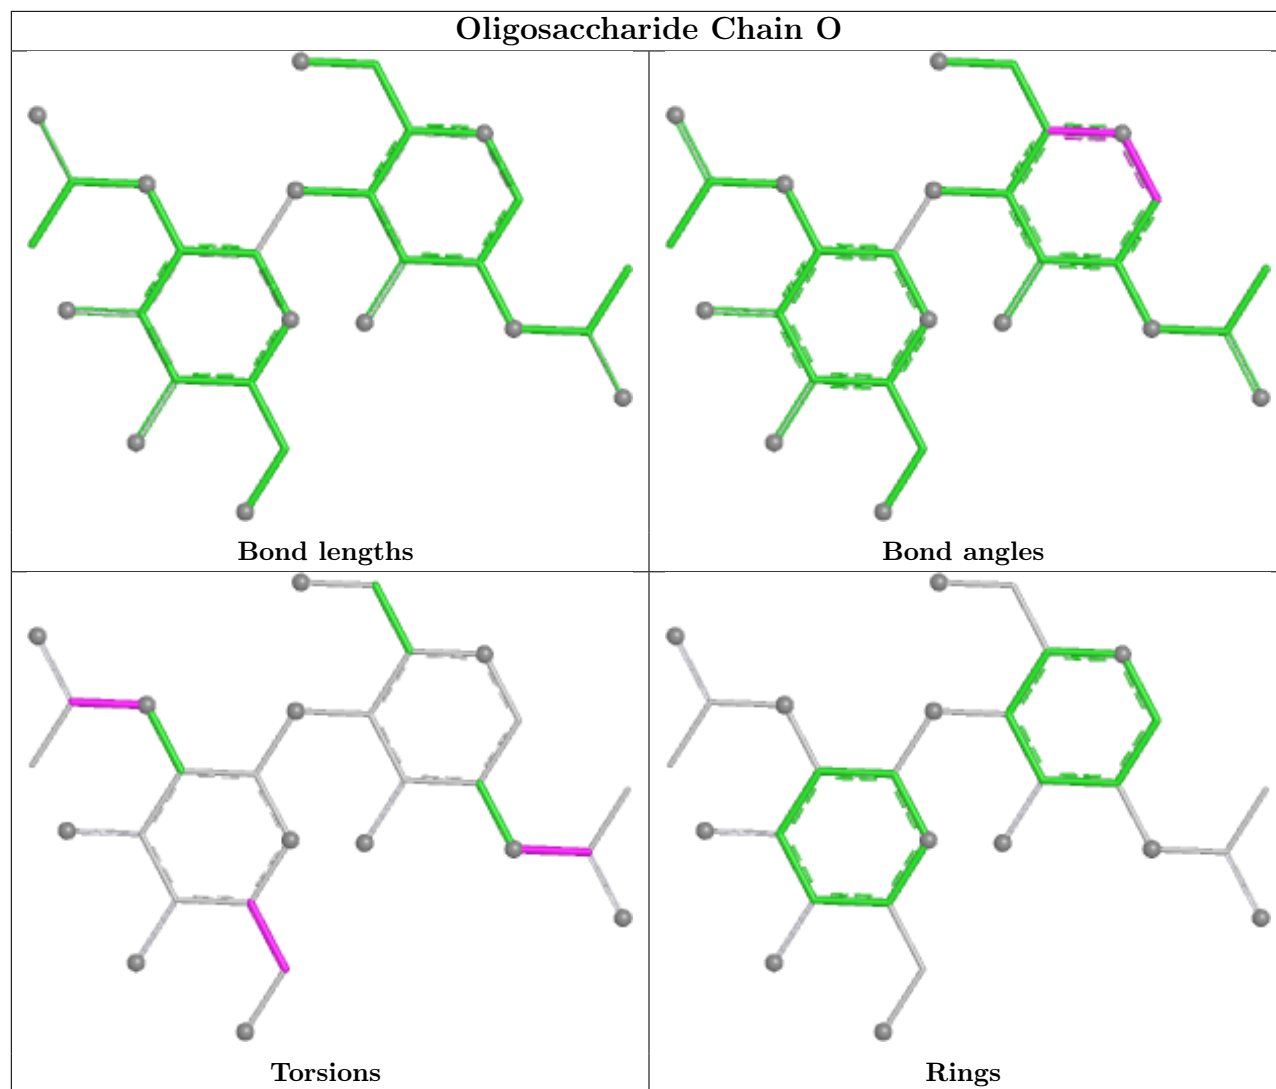 Oligosaccharide Chain O
Bond lengths
Bond angles
Torsions
Rings